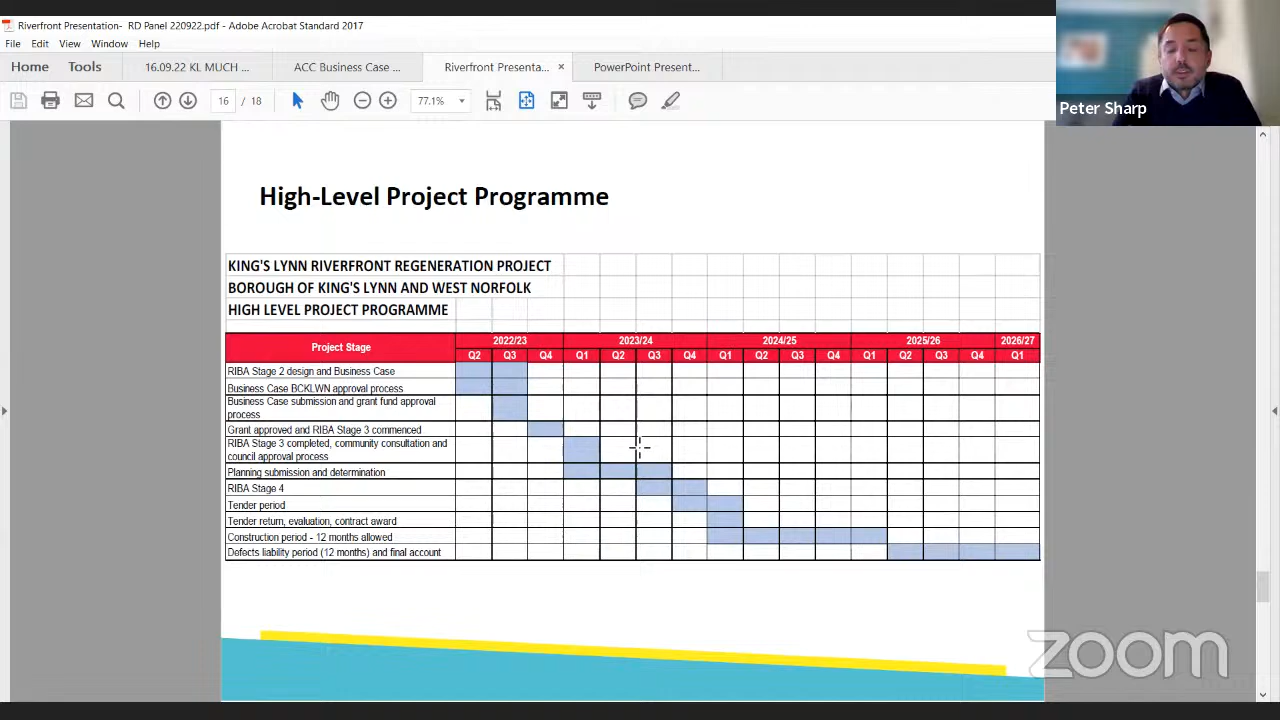 Riverfront Presentation- RD Panel 220922.pdf - Adobe Acrobat Standard 2017
File Edit View Window Help
Home Tools 16.09.22 KL MUCH ... ACC Business Case ... Riverfront Presenta... × PowerPoint Present...
16 / 18 77.1%
Peter Sharp
High-Level Project Programme
KING'S LYNN RIVERFRONT REGENERATION PROJECT
BOROUGH OF KING'S LYNN AND WEST NORFOLK
HIGH LEVEL PROJECT PROGRAMME
Project Stage 2022/23 2023/24 2024/25 2025/26 2026/27
Q2 Q3 Q4 Q1 Q2 Q3 Q4 Q1 Q2 Q3 Q4 Q1 Q2 Q3 Q4 Q1
RIBA Stage 2 design and Business Case
Business Case BCKLWN approval process
Business Case submission and grant fund approval
process
Grant approved and RIBA Stage 3 commenced
RIBA Stage 3 completed, community consultation and
council approval process
Planning submission and determination
RIBA Stage 4
Tender period
Tender return, evaluation, contract award
Construction period - 12 months allowed
Defects liability period (12 months) and final account
zoom